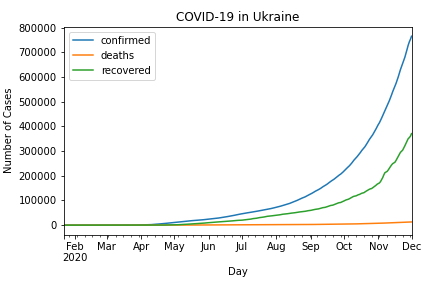 COVID-19 in Ukraine
confirmed
deaths
recovered
Number of Cases
800000
700000
600000
500000
400000
300000
200000
100000
0
Feb Mar Apr May Jun Jul Aug Sep Oct Nov Dec
2020
Day